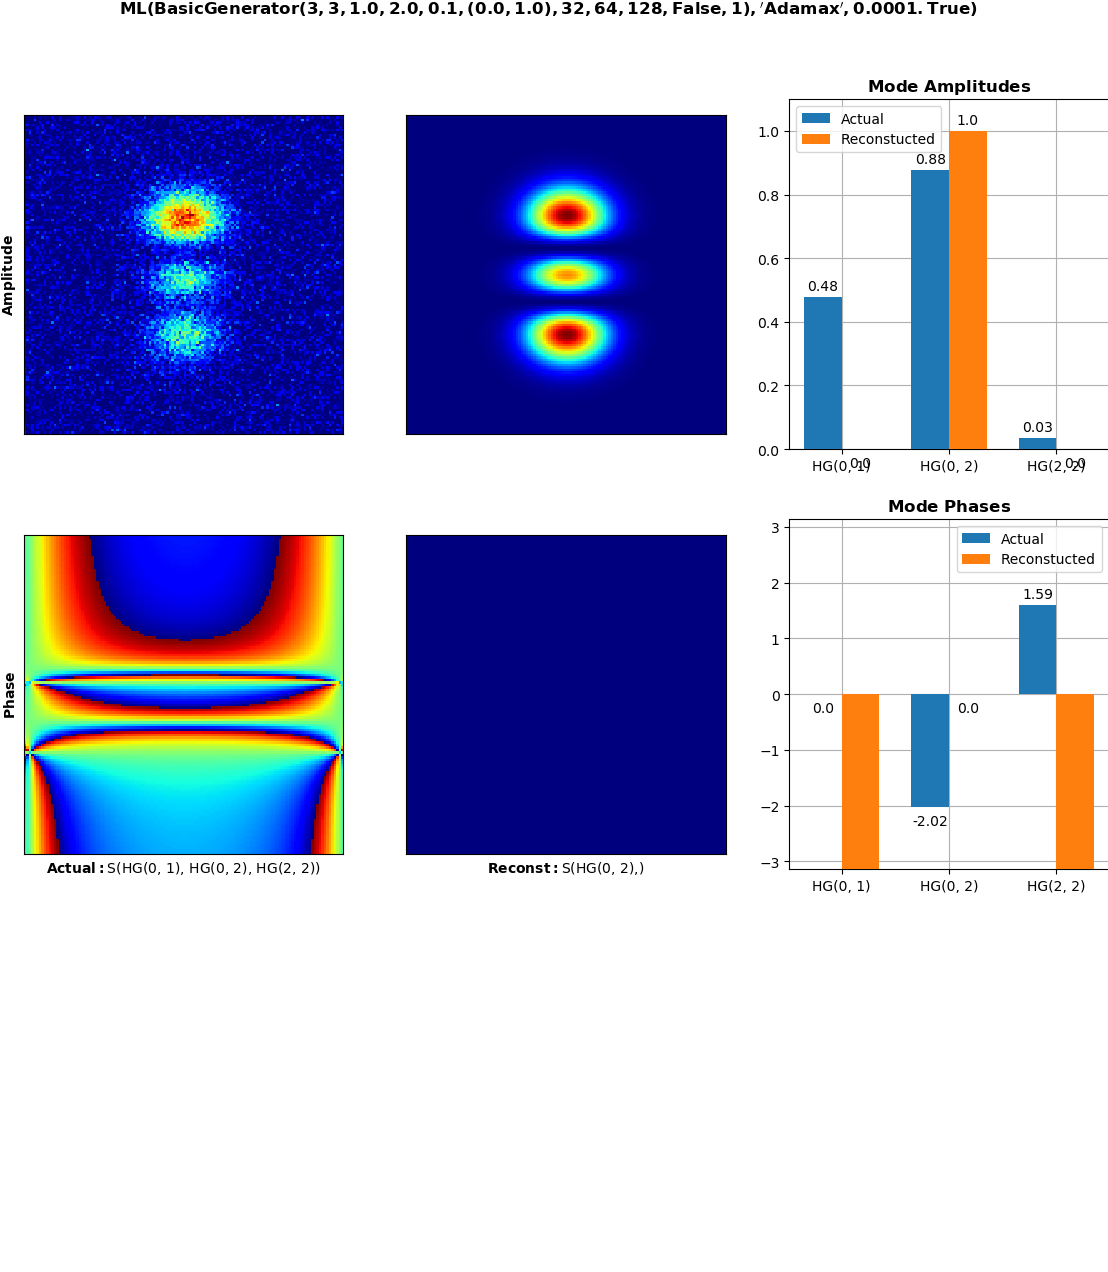 ML(BasicGenerator(3, 3, 1.0, 2.0, 0.1, (0.0, 1.0), 32, 64, 128, False, 1), ′Adamax′, 0.0001. True)
Amplitude
Mode Amplitudes
Actual
Reconstucted
1.0
0.8
0.6
0.4
0.2
0.0
0.48
0.0
0.88
1.0
0.03
0.0
HG(0, 1)
HG(0, 2)
HG(2, 2)
Phase
Actual: S(HG(0, 1), HG(0, 2), HG(2, 2))
Reconst: S(HG(0, 2),)
Mode Phases
Actual
Reconstucted
3
2
1
0
−1
−2
−3
0.0
-2.02
0.0
1.59
HG(0, 1)
HG(0, 2)
HG(2, 2)